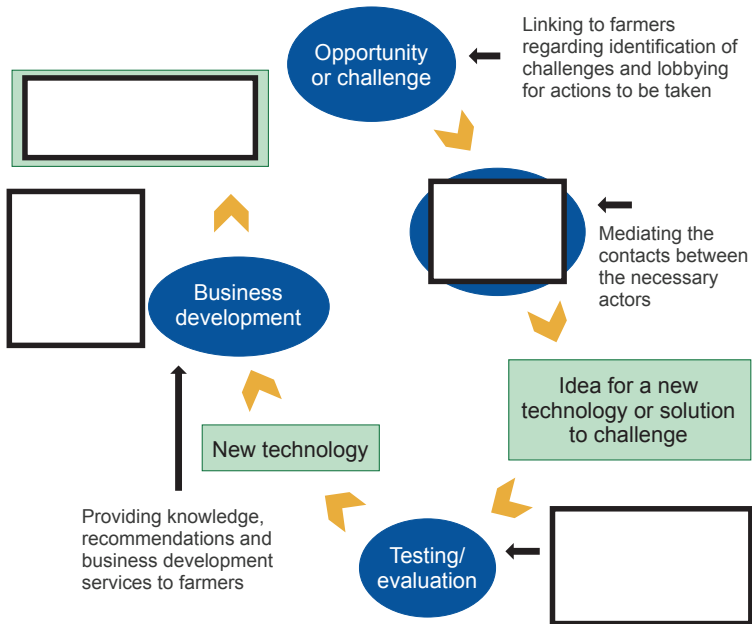 Opportunity
or challenge
Linking to farmers
regarding identification of
challenges and lobbying
for actions to be taken
Mediating the
contacts between
the necessary
actors
Idea for a new
technology or solution
to challenge
Testing/
evaluation
New technology
Business
development
Providing knowledge,
recommendations and
business development
services to farmers